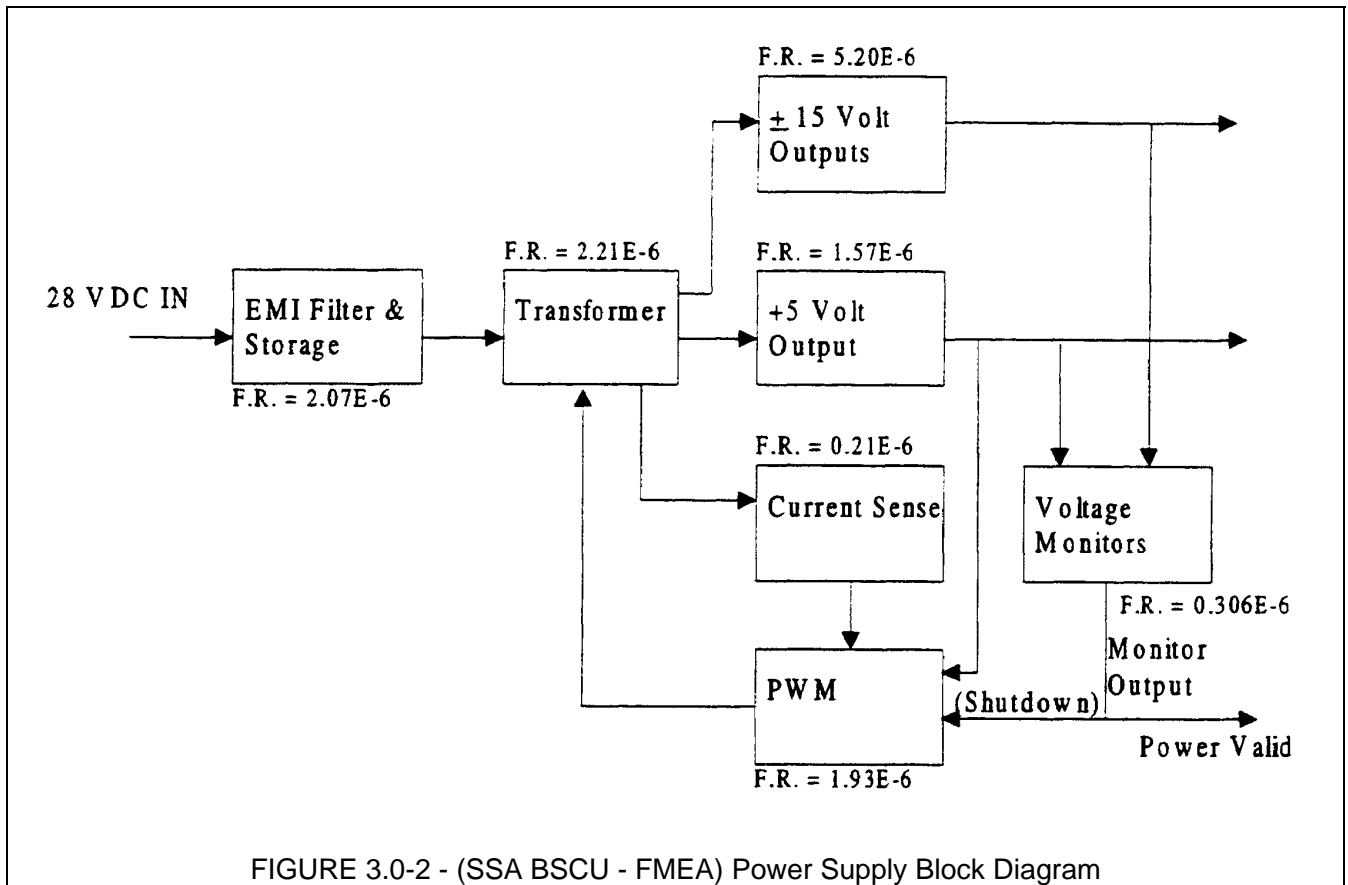 F.R. = 5.20E-6
± 15 Volt
Outputs
F.R. = 2.21E-6
F.R. = 1.57E-6
28 VDC IN
EMI Filter &
Storage
Transformer
+5 Volt
Output
F.R. = 2.07E-6
F.R. = 0.21E-6
Current Sense
Voltage
Monitors
F.R. = 0.306E-6
Monitor
Output
PWM
(Shutdown)
Power Valid
F.R. = 1.93E-6
FIGURE 3.0-2 - (SSA BSCU - FMEA) Power Supply Block Diagram